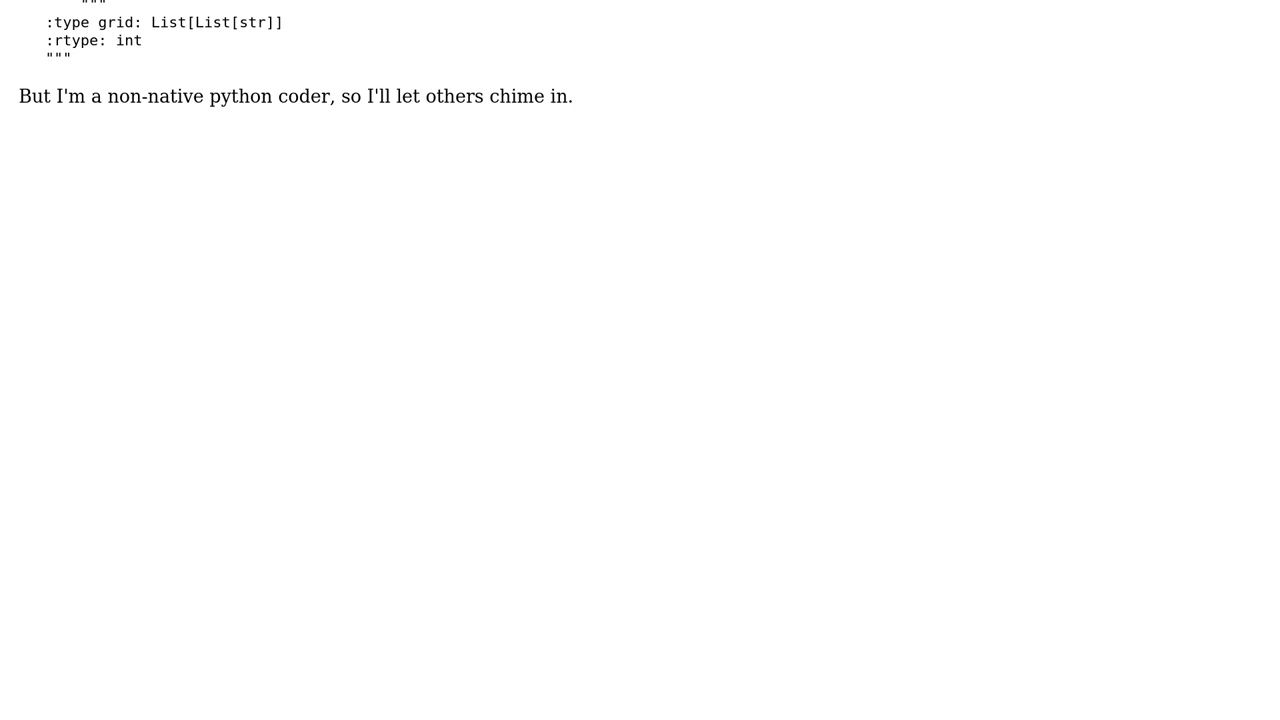 """
:type grid: List[List[str]]
:rtype: int
"""
But I'm a non-native python coder, so I'll let others chime in.